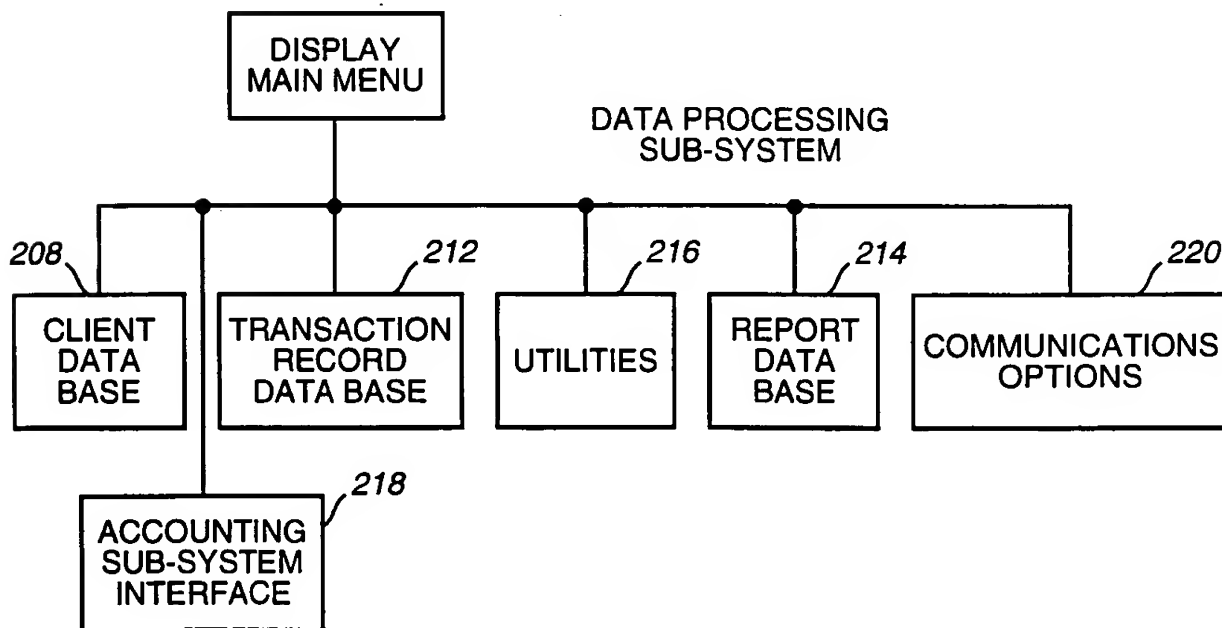 DISPLAY
MAIN MENU
DATA PROCESSING
SUB-SYSTEM
208
212
216
214
220
CLIENT
DATA
BASE
TRANSACTION
RECORD
DATA BASE
UTILITIES
REPORT
DATA
BASE
COMMUNICATIONS
OPTIONS
218
ACCOUNTING
SUB-SYSTEM
INTERFACE